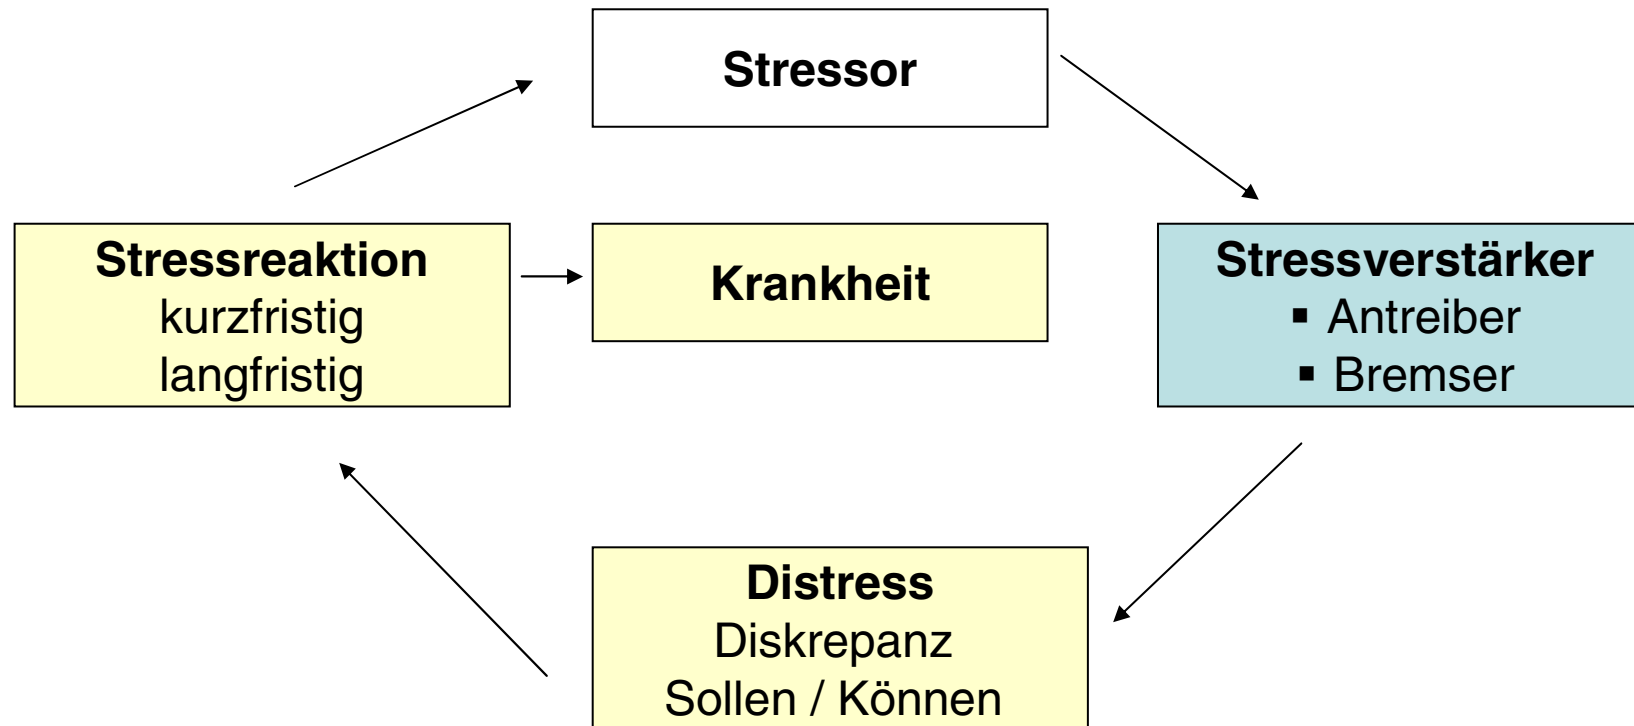 Stressor
Stressreaktion
kurzfristig
langfristig
Krankheit
Stressverstärker
▪ Antreiber
▪ Bremser
Distress
Diskrepanz
Sollen / Können